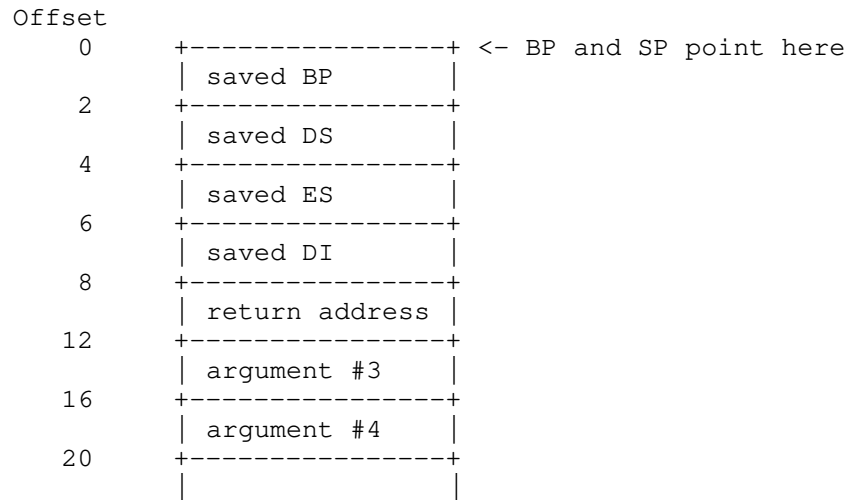 Offset
    0     +----------------+ <- BP and SP point here
          | saved BP       |
    2     +----------------+
          | saved DS       |
    4     +----------------+
          | saved ES       |
    6     +----------------+
          | saved DI       |
    8     +----------------+
          | return address |
   12     +----------------+
          | argument #3    |
   16     +----------------+
          | argument #4    |
   20     +----------------+
          |                |